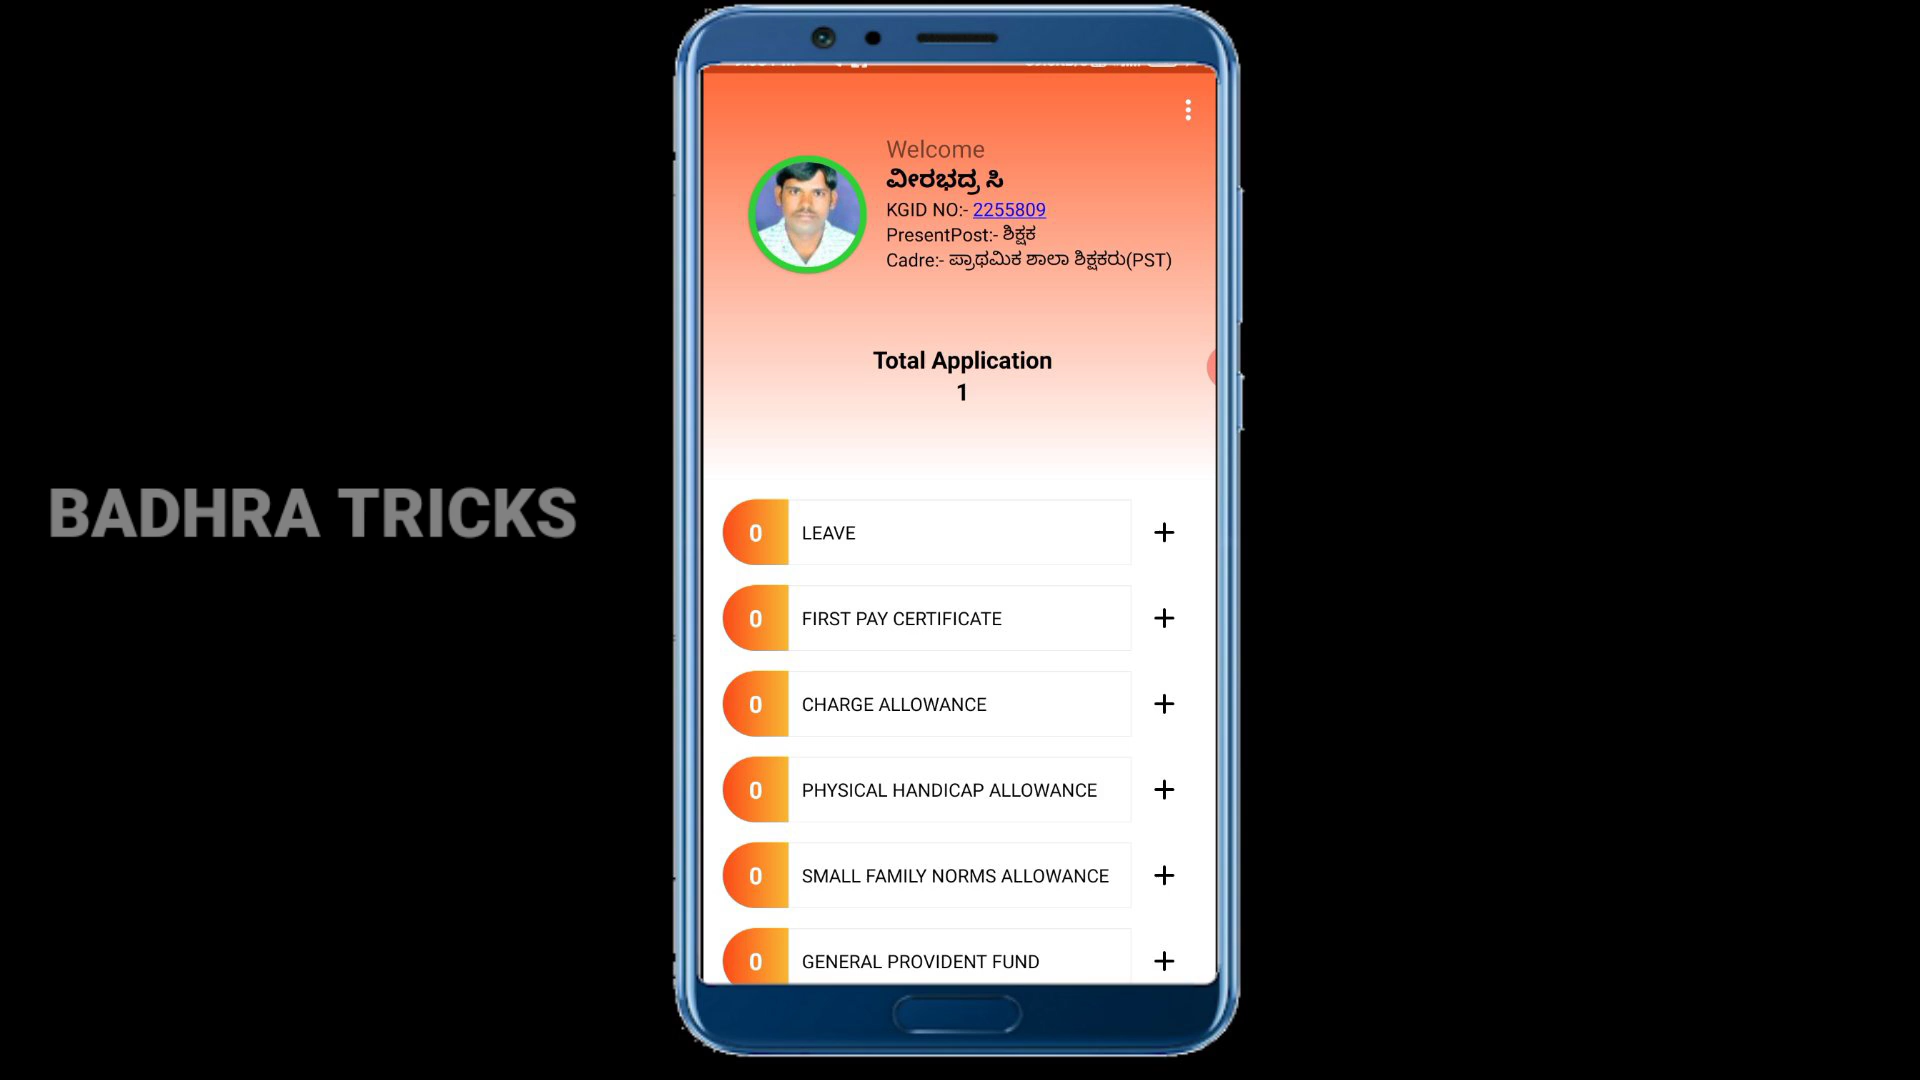 Welcome
ವೀರಭದ್ರ ಸಿ
KGID NO:- 2255809
PresentPost:- ಶಿಕ್ಷಕ
Cadre:- ಪ್ರಾಥಮಿಕ ಶಾಲಾ ಶಿಕ್ಷಕರು(PST)
Total Application
1
BADHRA TRICKS
0 LEAVE +
0 FIRST PAY CERTIFICATE +
0 CHARGE ALLOWANCE +
0 PHYSICAL HANDICAP ALLOWANCE +
0 SMALL FAMILY NORMS ALLOWANCE +
0 GENERAL PROVIDENT FUND +